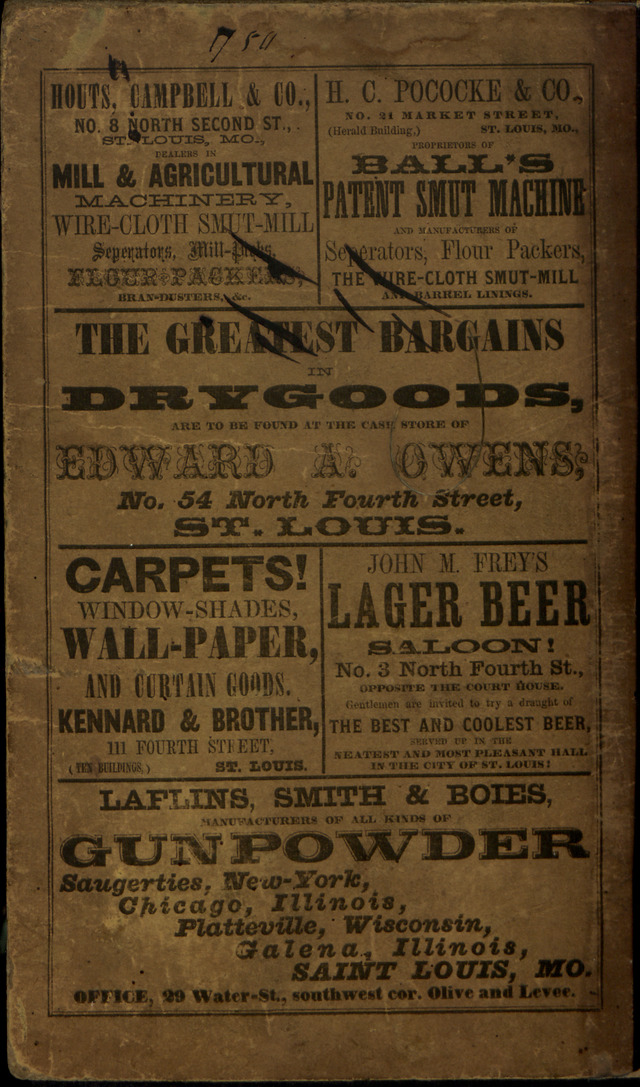 HOUTS, CAMPBELL & CO.,
NO. 8 NORTH SECOND ST.,
ST. LOUIS, MO.,
DEALERS IN
MILL & AGRICULTURAL
MACHINERY,
WIRE-CLOTH SMUT-MILL
Seperators, Mill-Picks,
FLOUR-PACKERS,
BRAN-DUSTERS, &c.
H. C. POCOCKE & CO.,
NO. 21 MARKET STREET,
(Herald Building,) ST. LOUIS, MO.,
PROPRIETORS OF
BALL'S
PATENT SMUT MACHINE
AND MANUFACTURERS OF
Seperators, Flour Packers,
THE WIRE-CLOTH SMUT-MILL
AND BARREL LININGS.
THE GREATEST BARGAINS
IN
DRYGOODS,
ARE TO BE FOUND AT THE CASH STORE OF
EDWARD A. OWENS,
No. 54 North Fourth Street,
ST. LOUIS.
CARPETS!
WINDOW-SHADES,
WALL-PAPER,
AND CURTAIN GOODS.
KENNARD & BROTHER,
111 FOURTH STREET,
(TEN BUILDINGS,) ST. LOUIS.
JOHN M. FREY'S
LAGER BEER
SALOON!
No. 3 North Fourth St.,
OPPOSITE THE COURT HOUSE.
Gentlemen are invited to try a draught of
THE BEST AND COOLEST BEER,
SERVED UP IN THE
NEATEST AND MOST PLEASANT HALL
IN THE CITY OF ST. LOUIS!
LAFLINS, SMITH & BOIES,
MANUFACTURERS OF ALL KINDS OF
GUNPOWDER
Saugerties, New-York,
Chicago, Illinois,
Platteville, Wisconsin,
Galena, Illinois,
SAINT LOUIS, MO.
OFFICE, 29 Water-St., southwest cor. Olive and Levee.